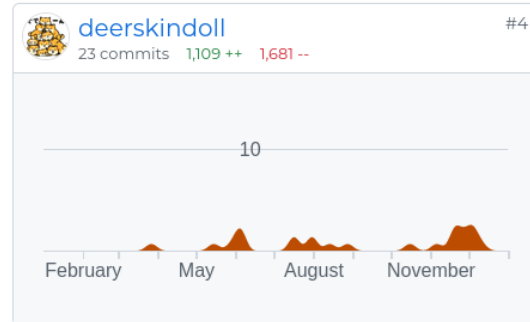 deerskindoll #4
23 commits 1,109 ++ 1,681 --
10
February May August November